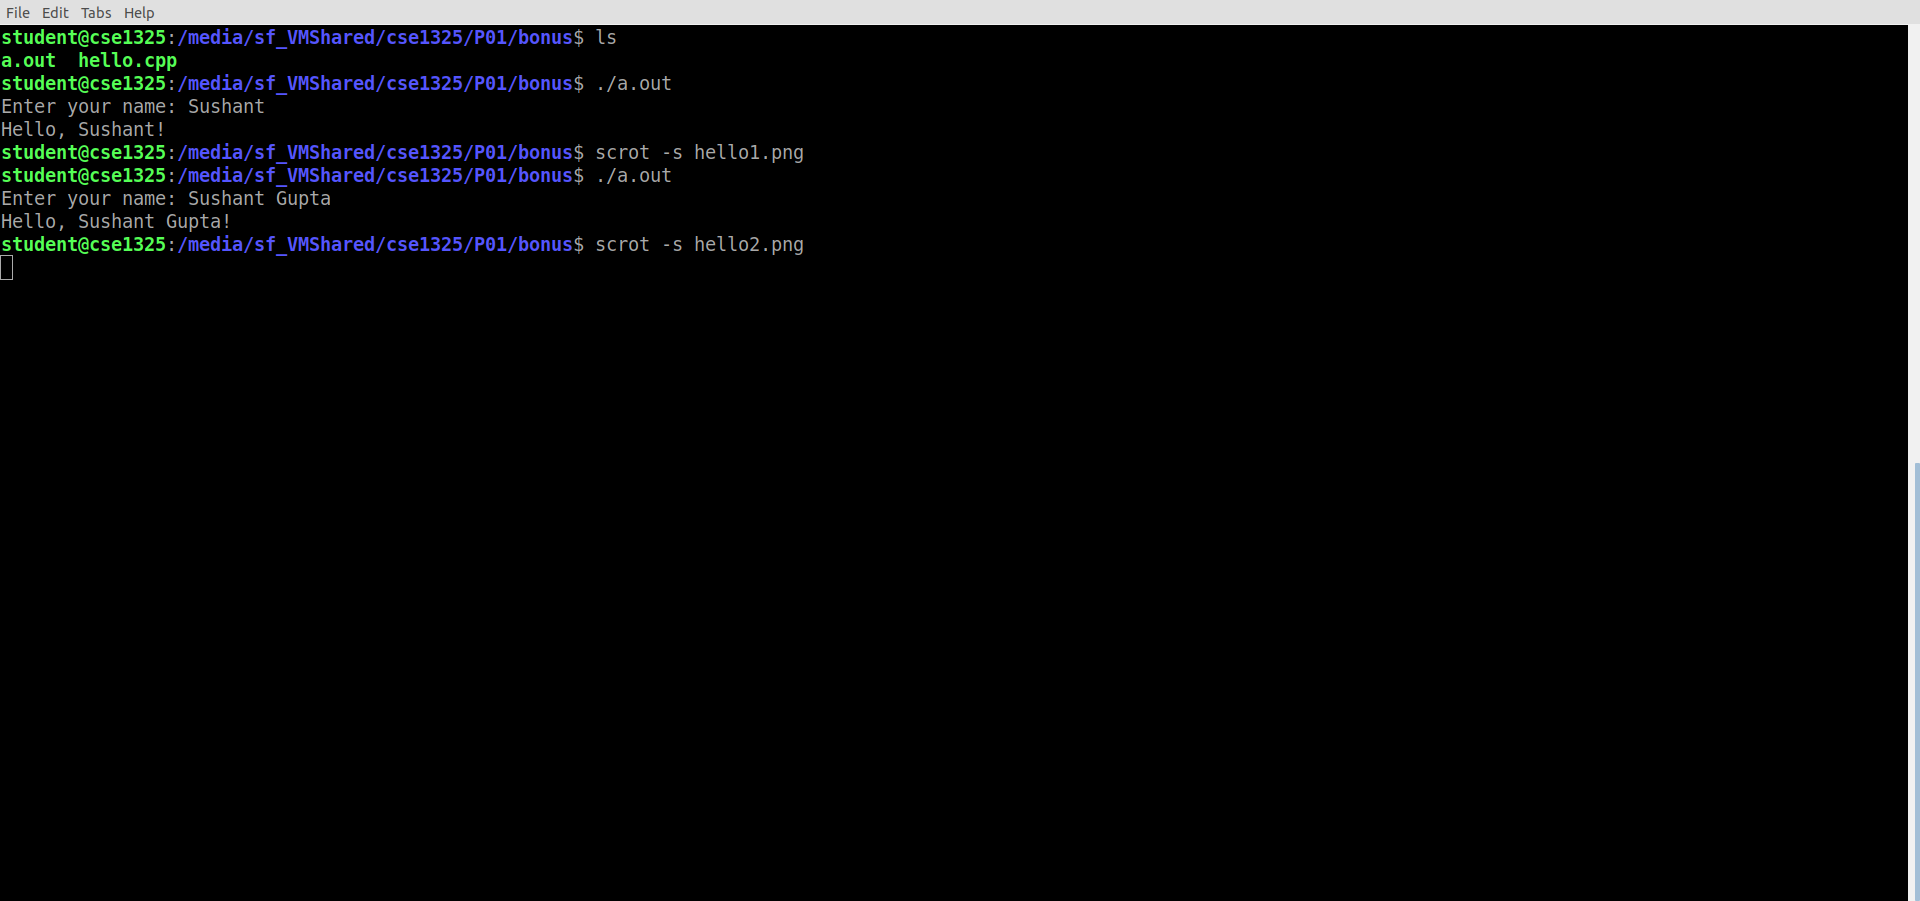 File Edit Tabs Help
student@cse1325:/media/sf_VMShared/cse1325/P01/bonus$ ls
a.out  hello.cpp
student@cse1325:/media/sf_VMShared/cse1325/P01/bonus$ ./a.out
Enter your name: Sushant
Hello, Sushant!
student@cse1325:/media/sf_VMShared/cse1325/P01/bonus$ scrot -s hello1.png
student@cse1325:/media/sf_VMShared/cse1325/P01/bonus$ ./a.out
Enter your name: Sushant Gupta
Hello, Sushant Gupta!
student@cse1325:/media/sf_VMShared/cse1325/P01/bonus$ scrot -s hello2.png